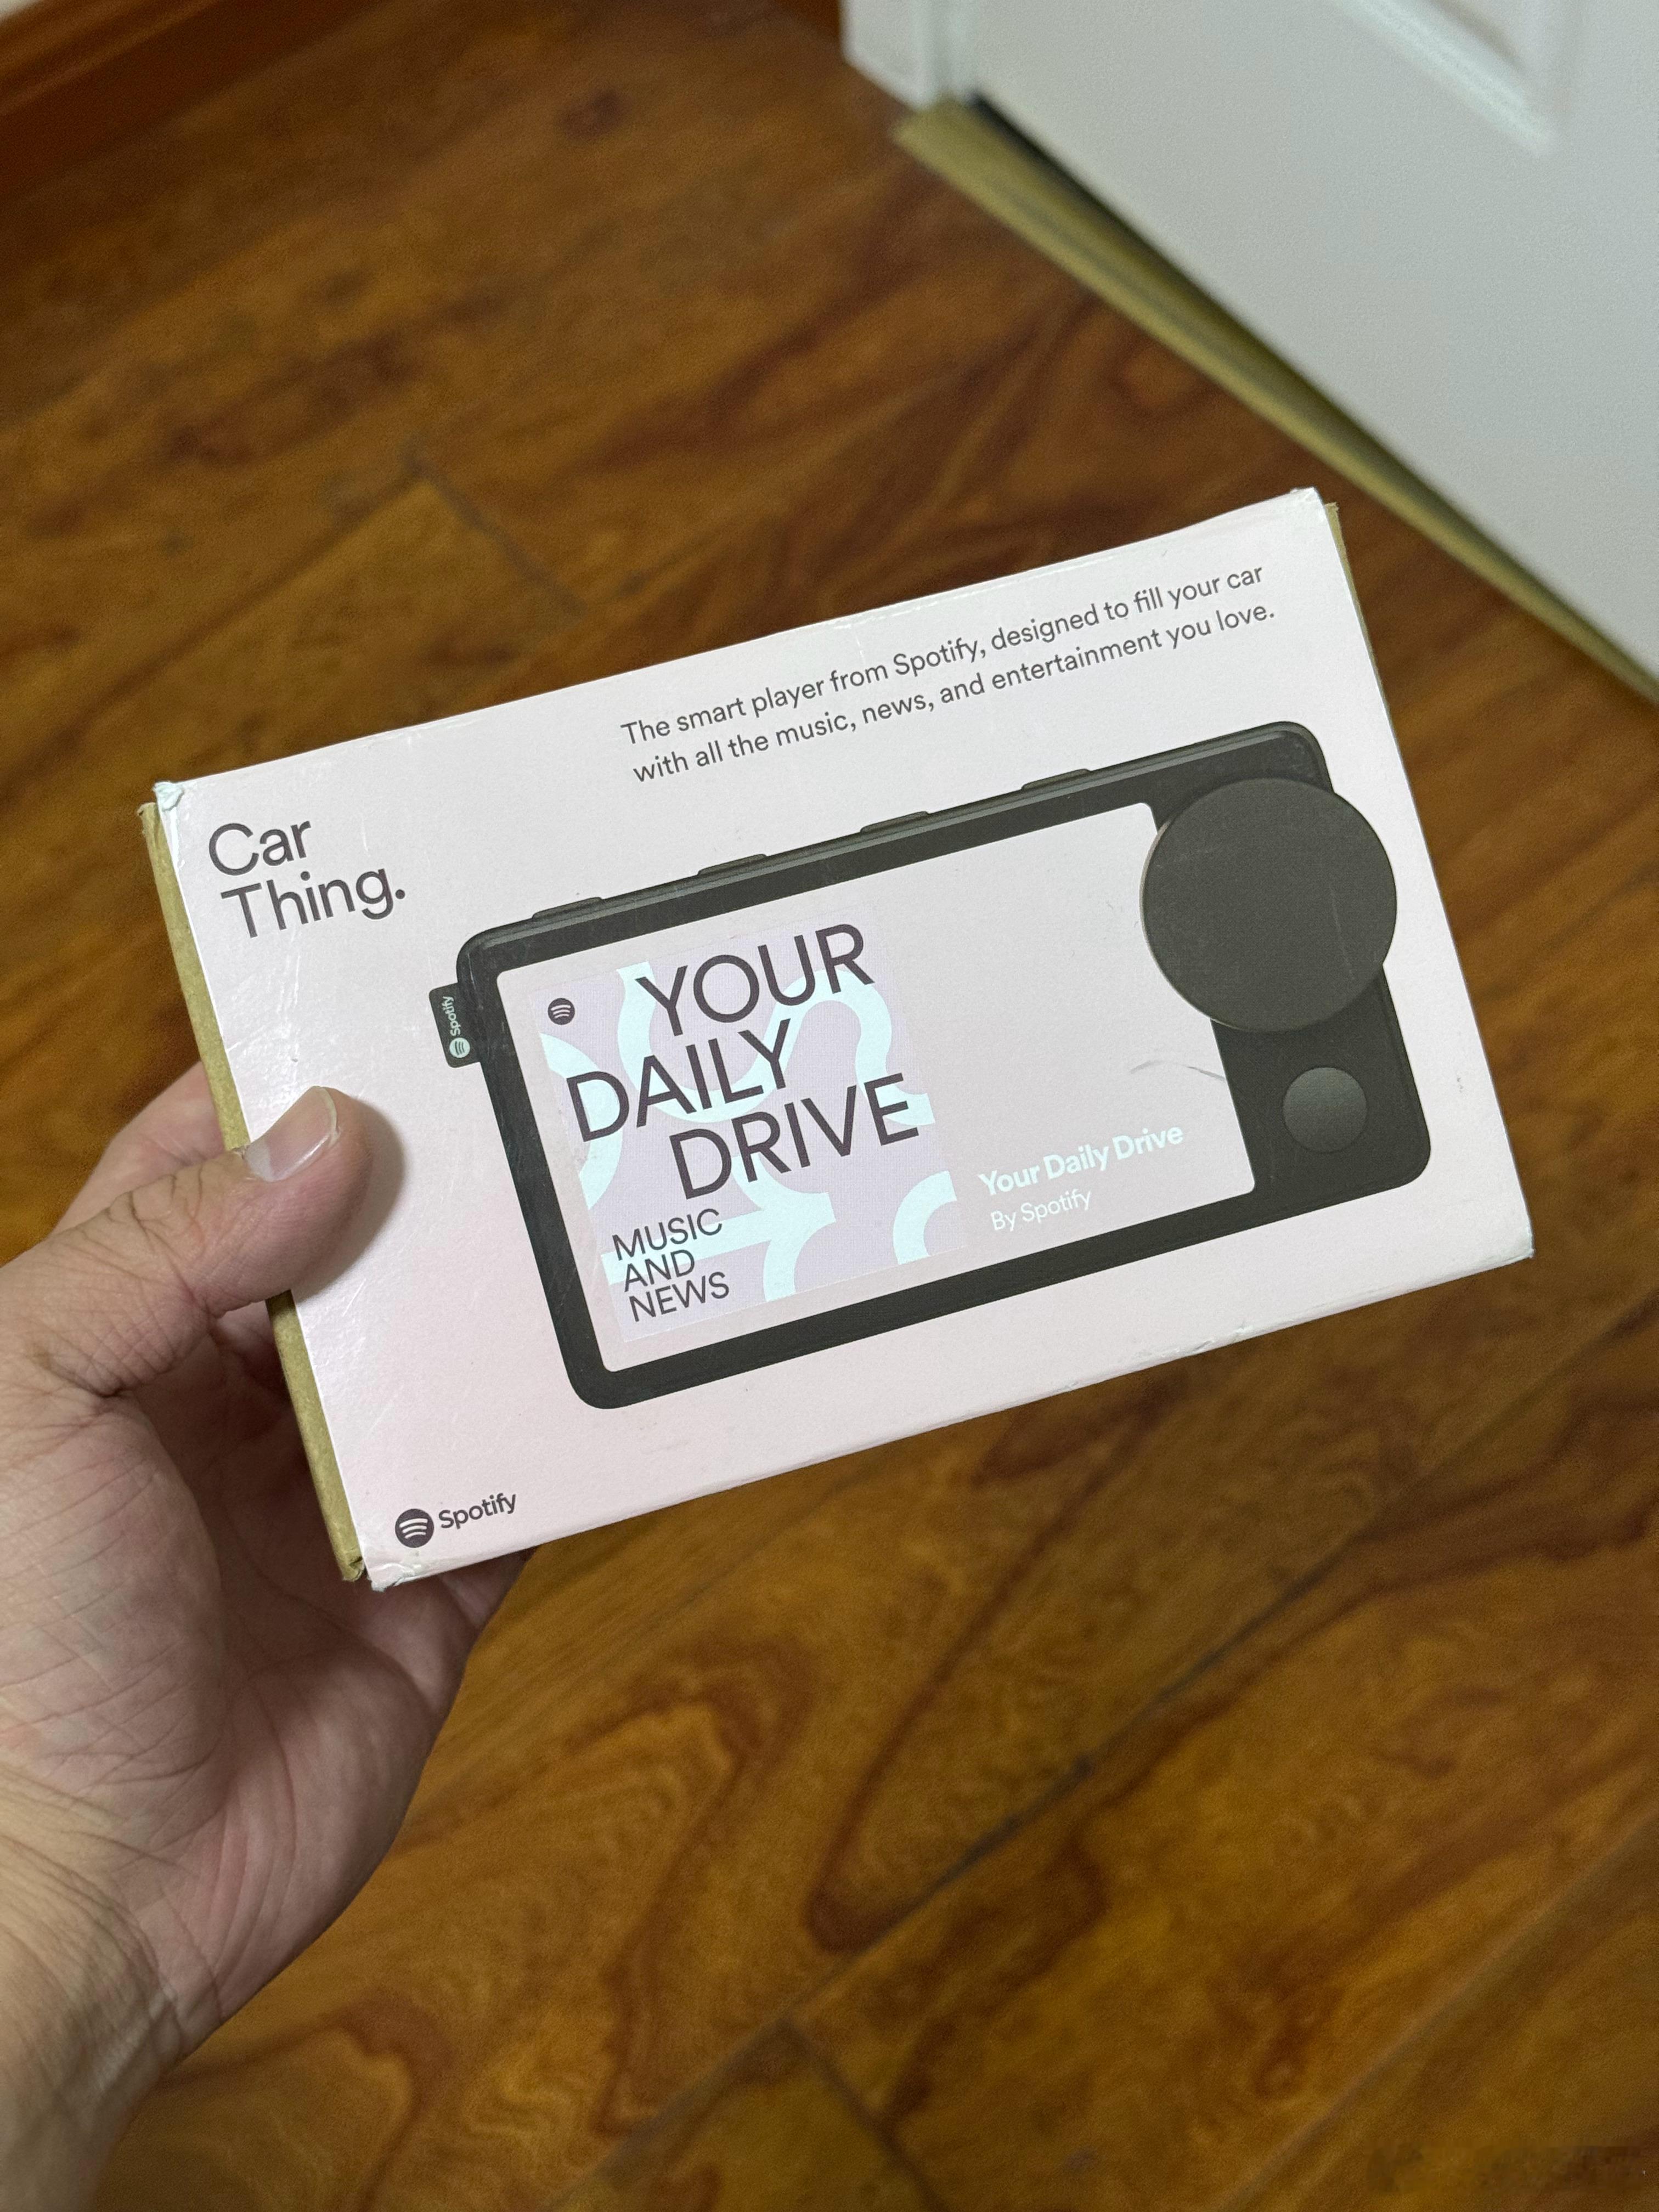 The smart player from Spotify, designed to fill your car
with all the music, news, and entertainment you love.
Car
Thing.
Spotify
YOUR
DAILY
DRIVE
MUSIC
AND
NEWS
Your Daily Drive
By Spotify
Spotify